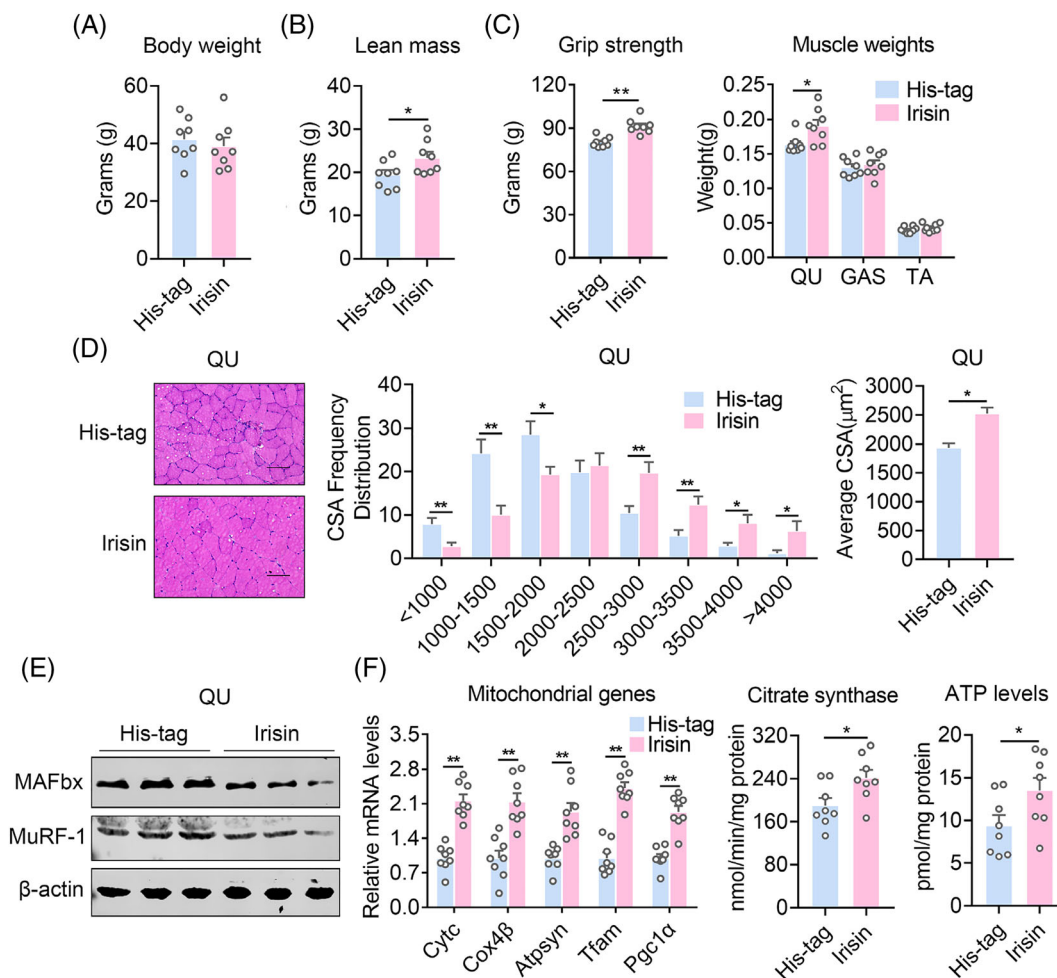 (A)
Body weight
Grams (g)
60
40
20
0
His-tag
Irisin
(B)
Lean mass
*
Grams (g)
40
30
20
10
0
His-tag
Irisin
(C)
Grip strength
**
Grams (g)
120
90
60
30
0
His-tag
Irisin
Muscle weights
His-tag
Irisin
*
Weight(g)
0.25
0.20
0.15
0.10
0.05
0.00
QU GAS TA
(D)
QU
His-tag
Irisin
QU
His-tag
Irisin
CSA Frequency
Distribution
40
30
20
10
0
** ** * ** ** * *
<1000
1000-1500
1500-2000
2000-2500
2500-3000
3000-3500
3500-4000
>4000
QU
*
Average CSA(μm²)
3000
2500
2000
1500
1000
500
0
His-tag
Irisin
(E)
QU
His-tag Irisin
MAFbx
MuRF-1
β-actin
(F)
Mitochondrial genes
His-tag
Irisin
Relative mRNA levels
2.8
2.1
1.4
0.7
0.0
** ** ** ** **
Cytc
Cox4β
Atpsyn
Tfam
Pgc1α
Citrate synthase
*
nmol/min/mg protein
320
240
160
80
0
His-tag
Irisin
ATP levels
*
pmol/mg protein
20
15
10
5
0
His-tag
Irisin